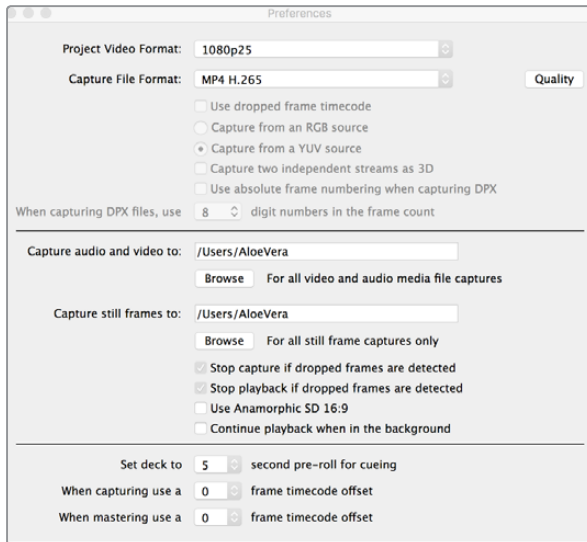 Preferences
Project Video Format: 1080p25
Capture File Format: MP4 H.265 Quality
Use dropped frame timecode
Capture from an RGB source
Capture from a YUV source
Capture two independent streams as 3D
Use absolute frame numbering when capturing DPX
When capturing DPX files, use 8 digit numbers in the frame count
Capture audio and video to: /Users/AloeVera
Browse For all video and audio media file captures
Capture still frames to: /Users/AloeVera
Browse For all still frame captures only
Stop capture if dropped frames are detected
Stop playback if dropped frames are detected
Use Anamorphic SD 16:9
Continue playback when in the background
Set deck to 5 second pre-roll for cueing
When capturing use a 0 frame timecode offset
When mastering use a 0 frame timecode offset